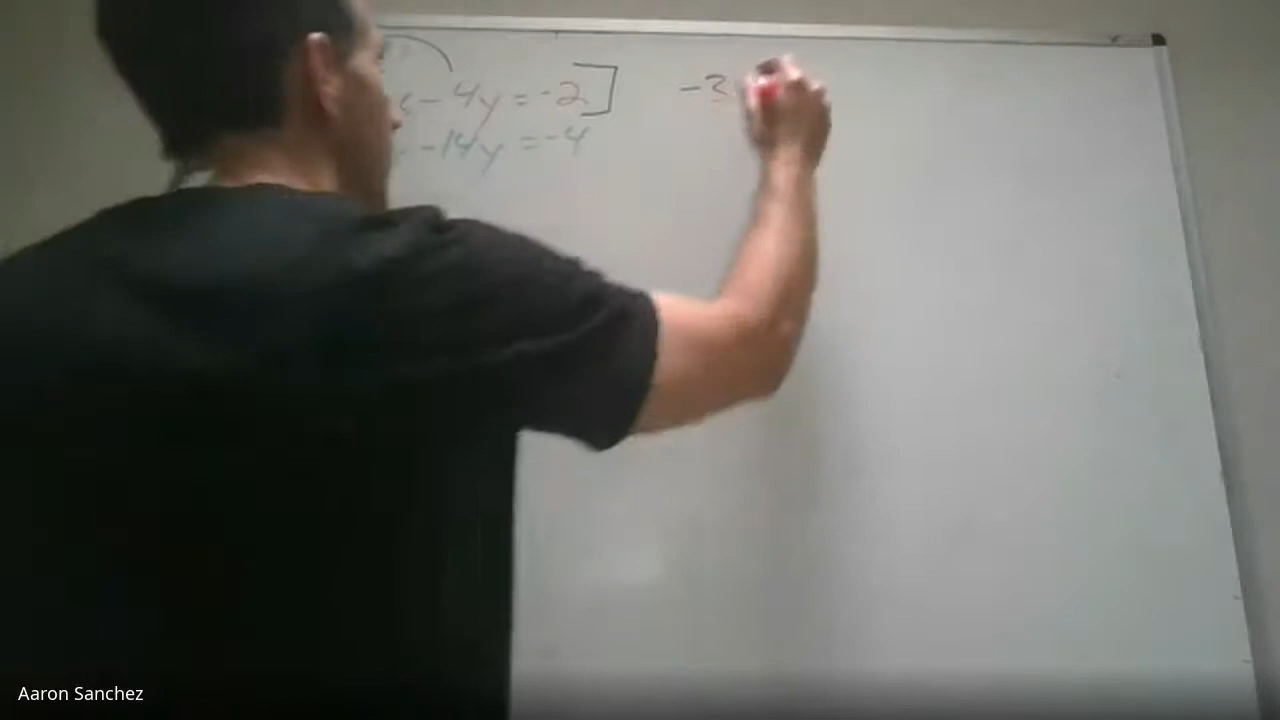 - 4y = -2] -3
-14y = -4
Aaron Sanchez